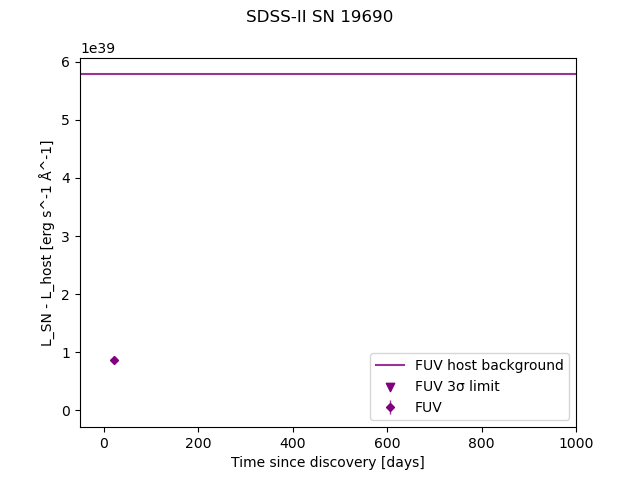 SDSS-II SN 19690
1e39
6
5
4
3
2
1
0
L_SN - L_host [erg s^-1 Å^-1]
FUV host background
FUV 3σ limit
FUV
0 200 400 600 800 1000
Time since discovery [days]